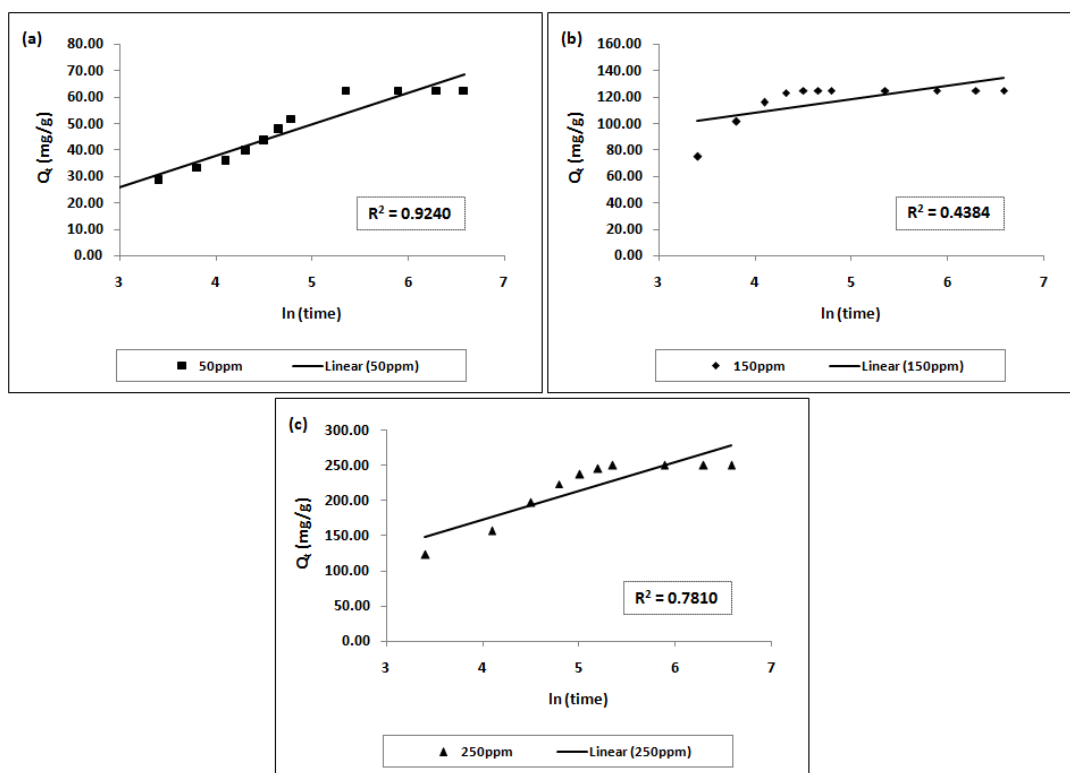 (a)
80.00
70.00
60.00
50.00
40.00
30.00
20.00
10.00
0.00
Qt (mg/g)
R² = 0.9240
3 4 5 6 7
ln (time)
50ppm Linear (50ppm)
(b)
160.00
140.00
120.00
100.00
80.00
60.00
40.00
20.00
0.00
Qt (mg/g)
R² = 0.4384
3 4 5 6 7
ln (time)
150ppm Linear (150ppm)
(c)
300.00
250.00
200.00
150.00
100.00
50.00
0.00
Qt (mg/g)
R² = 0.7810
3 4 5 6 7
ln (time)
250ppm Linear (250ppm)